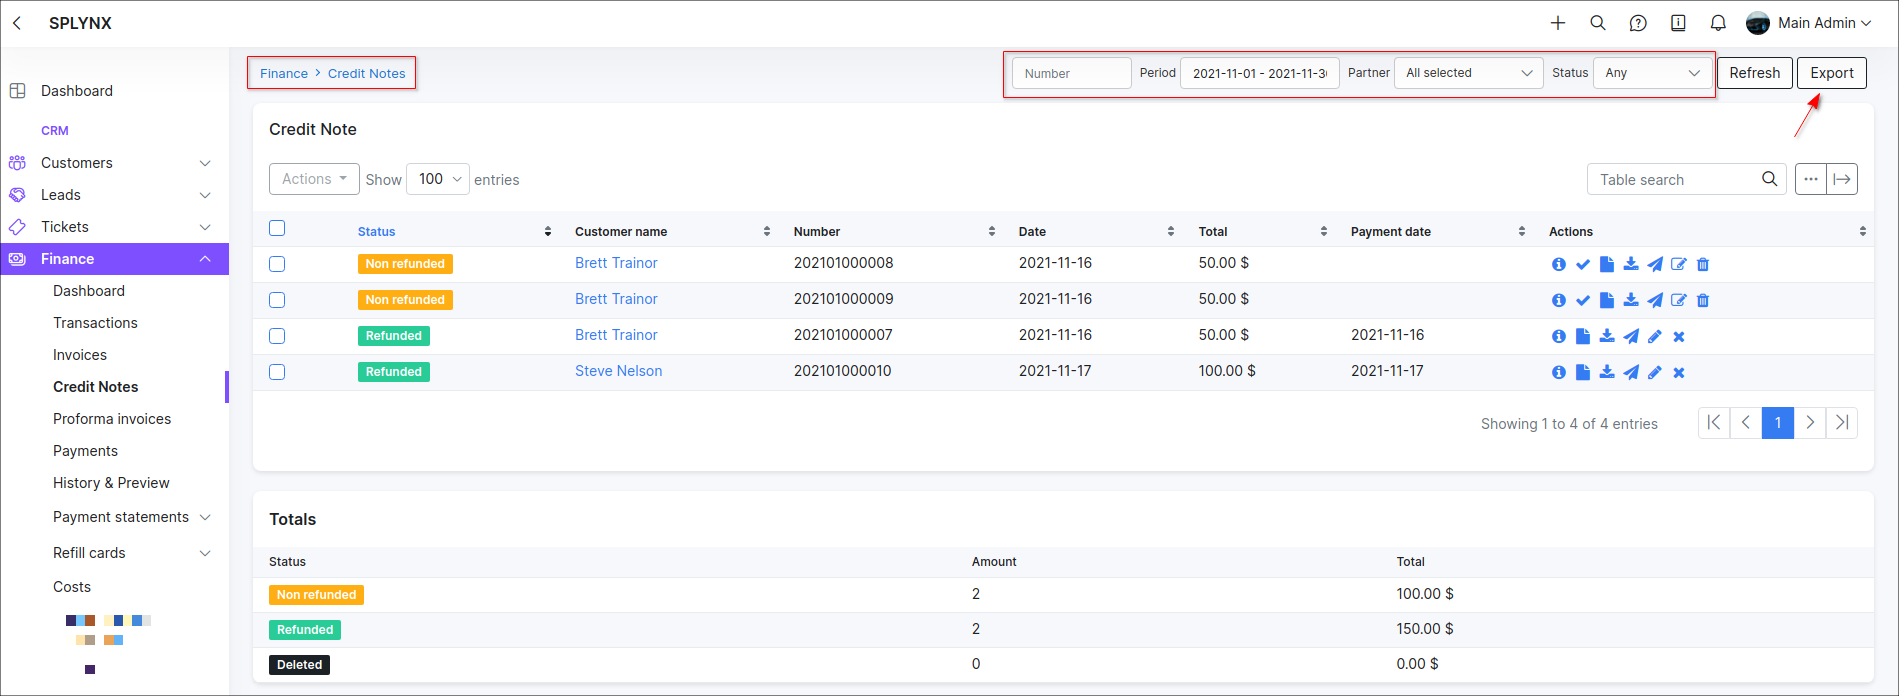 SPLYNX
Main Admin
Dashboard
CRM
Customers
Leads
Tickets
Finance
Dashboard
Transactions
Invoices
Credit Notes
Proforma invoices
Payments
History & Preview
Payment statements
Refill cards
Costs
Finance > Credit Notes
Number Period 2021-11-01 - 2021-11-30 Partner All selected Status Any Refresh Export
Credit Note
Actions Show 100 entries Table search
Status Customer name Number Date Total Payment date Actions
Non refunded Brett Trainor 202101000008 2021-11-16 50.00 $
Non refunded Brett Trainor 202101000009 2021-11-16 50.00 $
Refunded Brett Trainor 202101000007 2021-11-16 50.00 $ 2021-11-16
Refunded Steve Nelson 202101000010 2021-11-17 100.00 $ 2021-11-17
Showing 1 to 4 of 4 entries 1
Totals
Status Amount Total
Non refunded 2 100.00 $
Refunded 2 150.00 $
Deleted 0 0.00 $